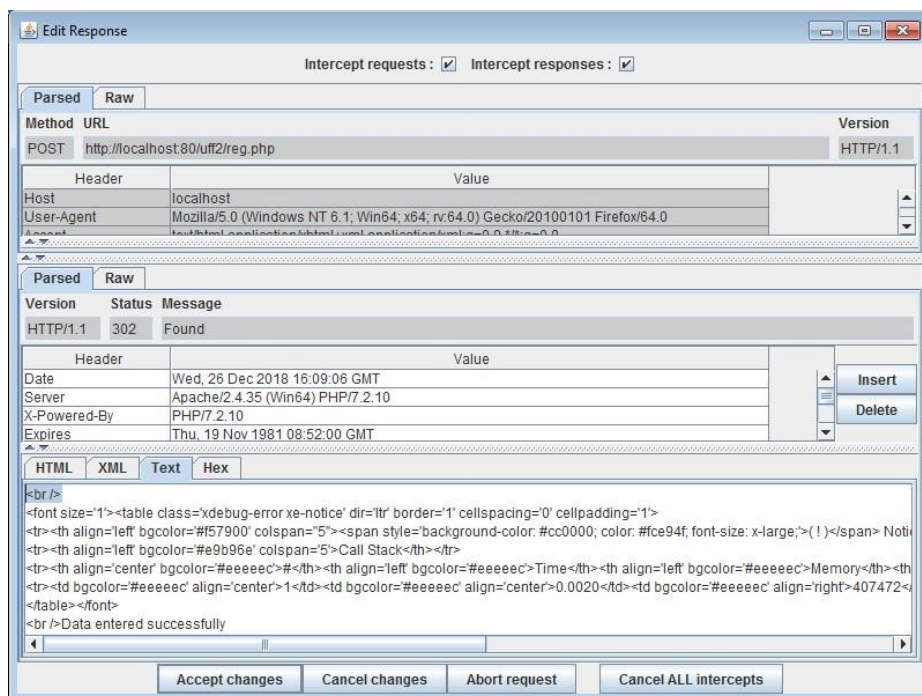 Edit Response
Intercept requests : Intercept responses :
Parsed Raw
Method URL Version
POST http://localhost:80/uff2/reg.php HTTP/1.1
Header Value
Host localhost
User-Agent Mozilla/5.0 (Windows NT 6.1; Win64; x64; rv:64.0) Gecko/20100101 Firefox/64.0
Parsed Raw
Version Status Message
HTTP/1.1 302 Found
Header Value
Date Wed, 26 Dec 2018 16:09:06 GMT
Server Apache/2.4.35 (Win64) PHP/7.2.10
X-Powered-By PHP/7.2.10
Expires Thu, 19 Nov 1981 08:52:00 GMT
Insert
Delete
HTML XML Text Hex
<br />
<font size='1'><table class='xdebug-error xe-notice' dir='ltr' border='1' cellspacing='0' cellpadding='1'>
<tr><th align='left' bgcolor='#f57900' colspan="5"><span style='background-color: #cc0000; color: #fce94f; font-size: x-large;'>( ! )</span>
<tr><th align='left' bgcolor='#e9b96e' colspan='5'>Call Stack</th></tr>
<tr><th align='center' bgcolor='#eeeeec'>#</th><th align='left' bgcolor='#eeeeec'>Time</th><th align='left' bgcolor='#eeeeec'>Memory</th><th
<tr><td bgcolor='#eeeeec' align='center'>1</td><td bgcolor='#eeeeec' align='center'>0.0020</td><td bgcolor='#eeeeec' align='right'>407472</
</table></font>
<br />Data entered successfully
Accept changes Cancel changes Abort request Cancel ALL intercepts